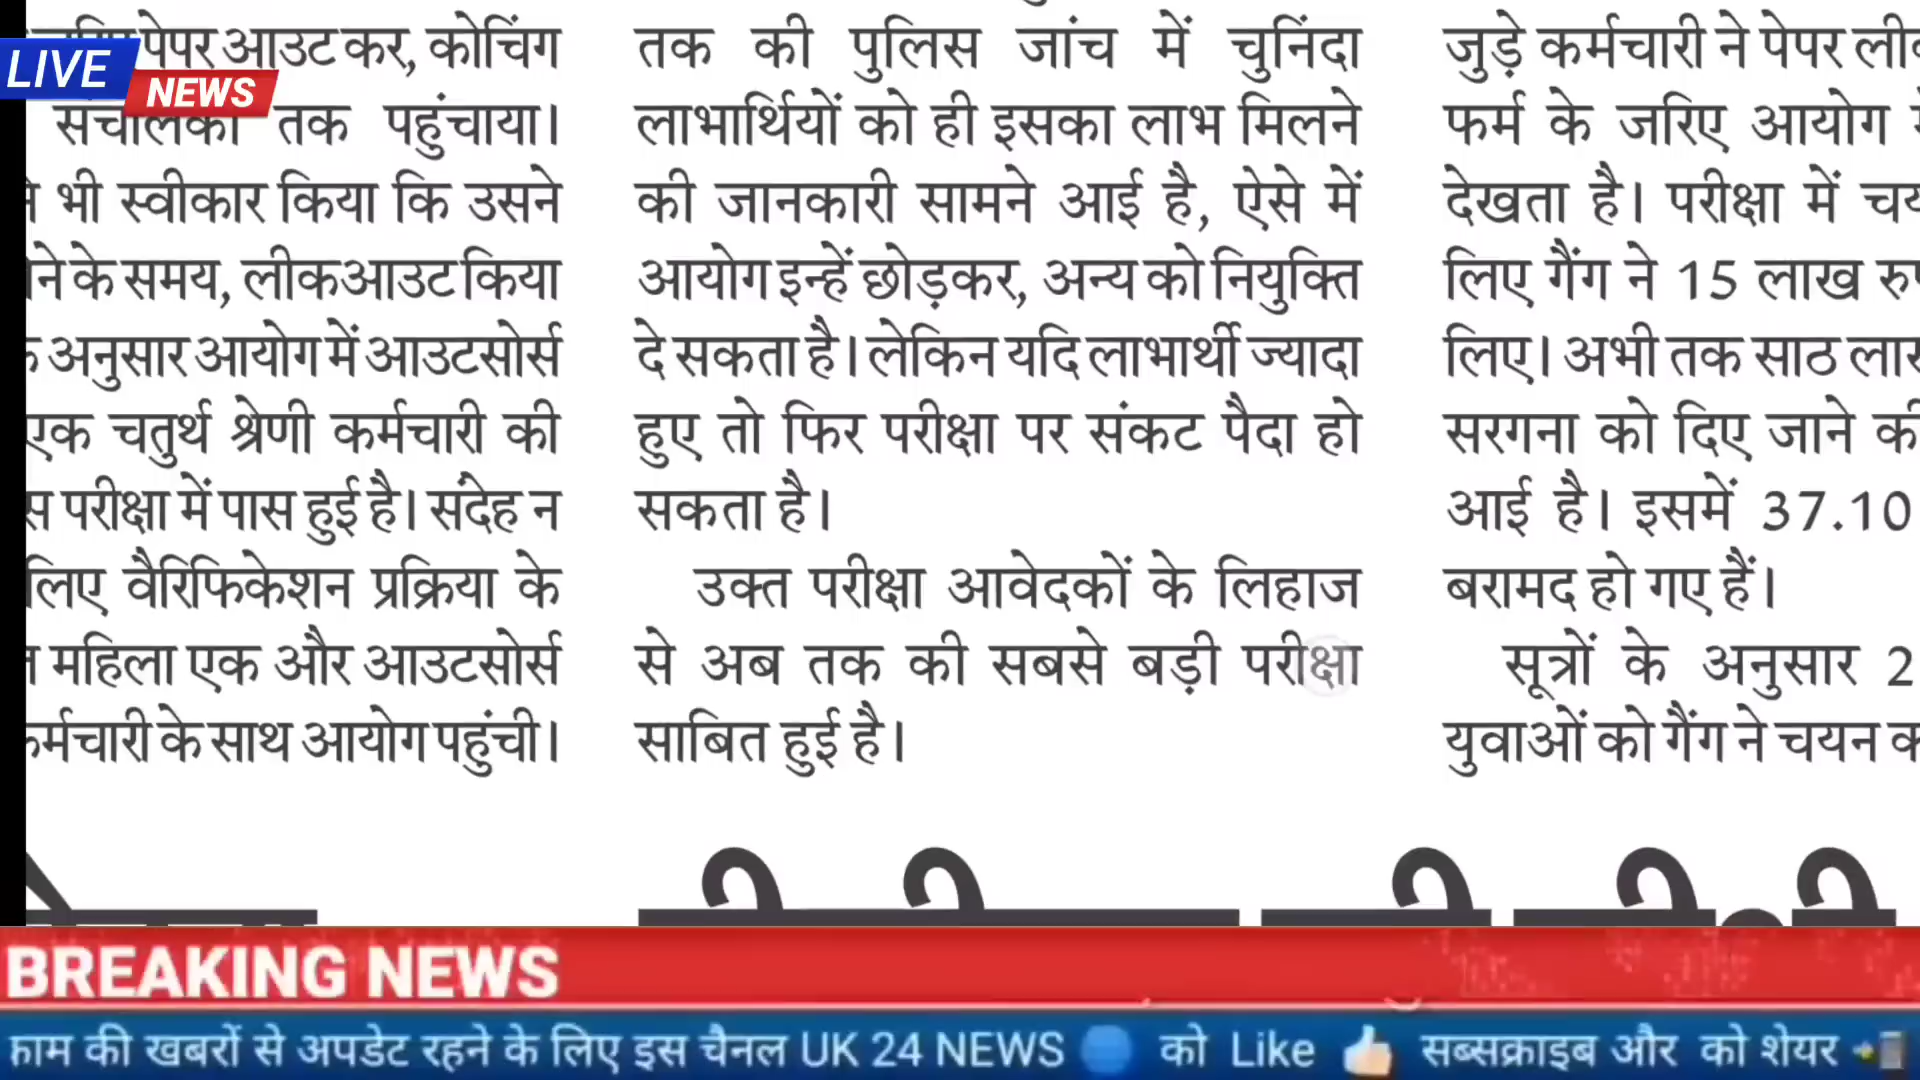 LIVE
NEWS
पेपर आउट कर, कोचिंग
संचालकों तक पहुंचाया।
भी स्वीकार किया कि उसने
के समय, लीक आउट किया
अनुसार आयोग में आउटसोर्स
एक चतुर्थ श्रेणी कर्मचारी की
परीक्षा में पास हुई है। संदेह न
लिए वैरिफिकेशन प्रक्रिया के
महिला एक और आउटसोर्स
कर्मचारी के साथ आयोग पहुंची।
तक की पुलिस जांच में चुनिंदा
लाभार्थियों को ही इसका लाभ मिलने
की जानकारी सामने आई है, ऐसे में
आयोग इन्हें छोड़कर, अन्य को नियुक्ति
दे सकता है। लेकिन यदि लाभार्थी ज्यादा
हुए तो फिर परीक्षा पर संकट पैदा हो
सकता है।
उक्त परीक्षा आवेदकों के लिहाज
से अब तक की सबसे बड़ी परीक्षा
साबित हुई है।
जुड़े कर्मचारी ने पेपर
फर्म के जरिए आयोग
देखता है। परीक्षा में
लिए गैंग ने 15 लाख
लिए। अभी तक साठ
सरगना को दिए जाने की
आई है। इसमें 37.10
बरामद हो गए हैं।
सूत्रों के अनुसार
युवाओं को गैंग ने चयन
BREAKING NEWS
की खबरों से अपडेट रहने के लिए इस चैनल UK 24 NEWS 🔵 को Like 👍🏻 सब्सक्राइब और को शेयर